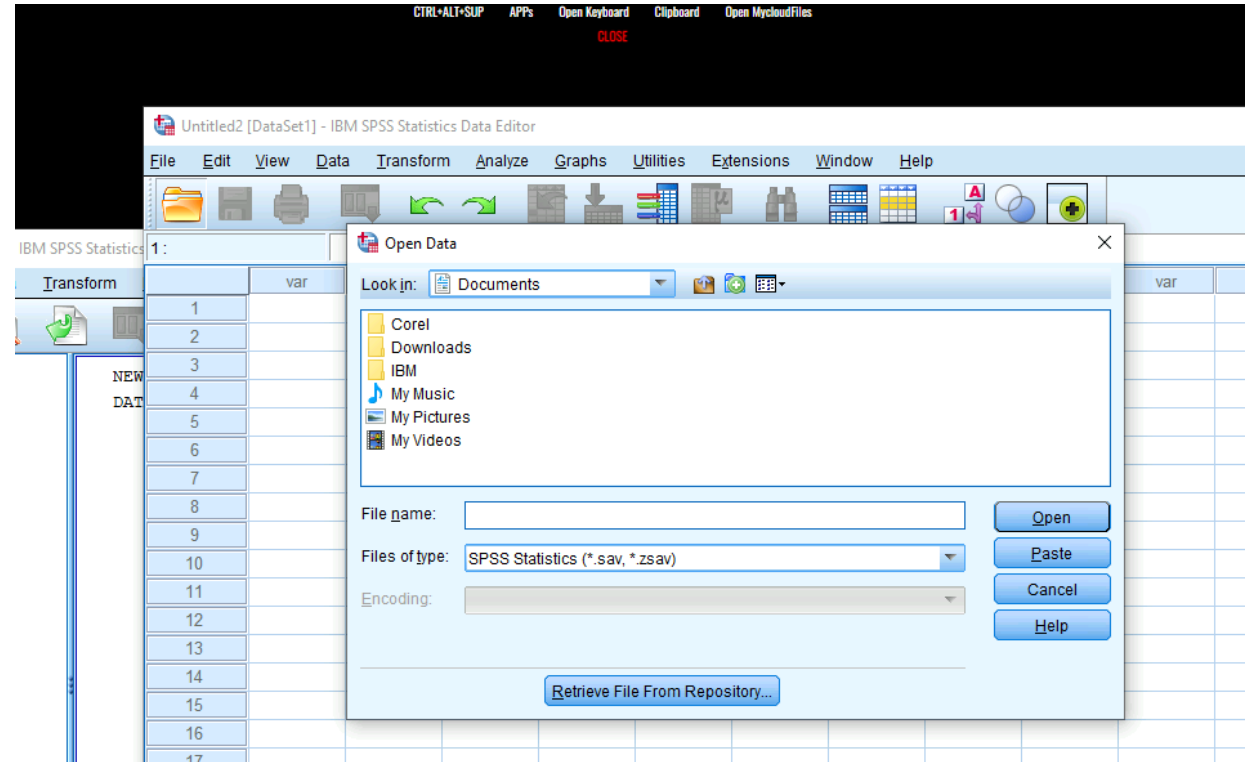 CTRL+ALT+SUP APPs Open Keyboard Clipboard Open MycloudFiles
CLOSE
Untitled2 [DataSet1] - IBM SPSS Statistics Data Editor
File Edit View Data Transform Analyze Graphs Utilities Extensions Window Help
IBM SPSS Statistics
1 :
Open Data
Transform
var
Look in: Documents
var
1
Corel
2
Downloads
3
IBM
NEW
4
My Music
DAT
5
My Pictures
6
My Videos
7
8
File name:
Open
9
Files of type: SPSS Statistics (*.sav, *.zsav)
Paste
10
11
Encoding:
Cancel
12
Help
13
14
15
Retrieve File From Repository...
16
17